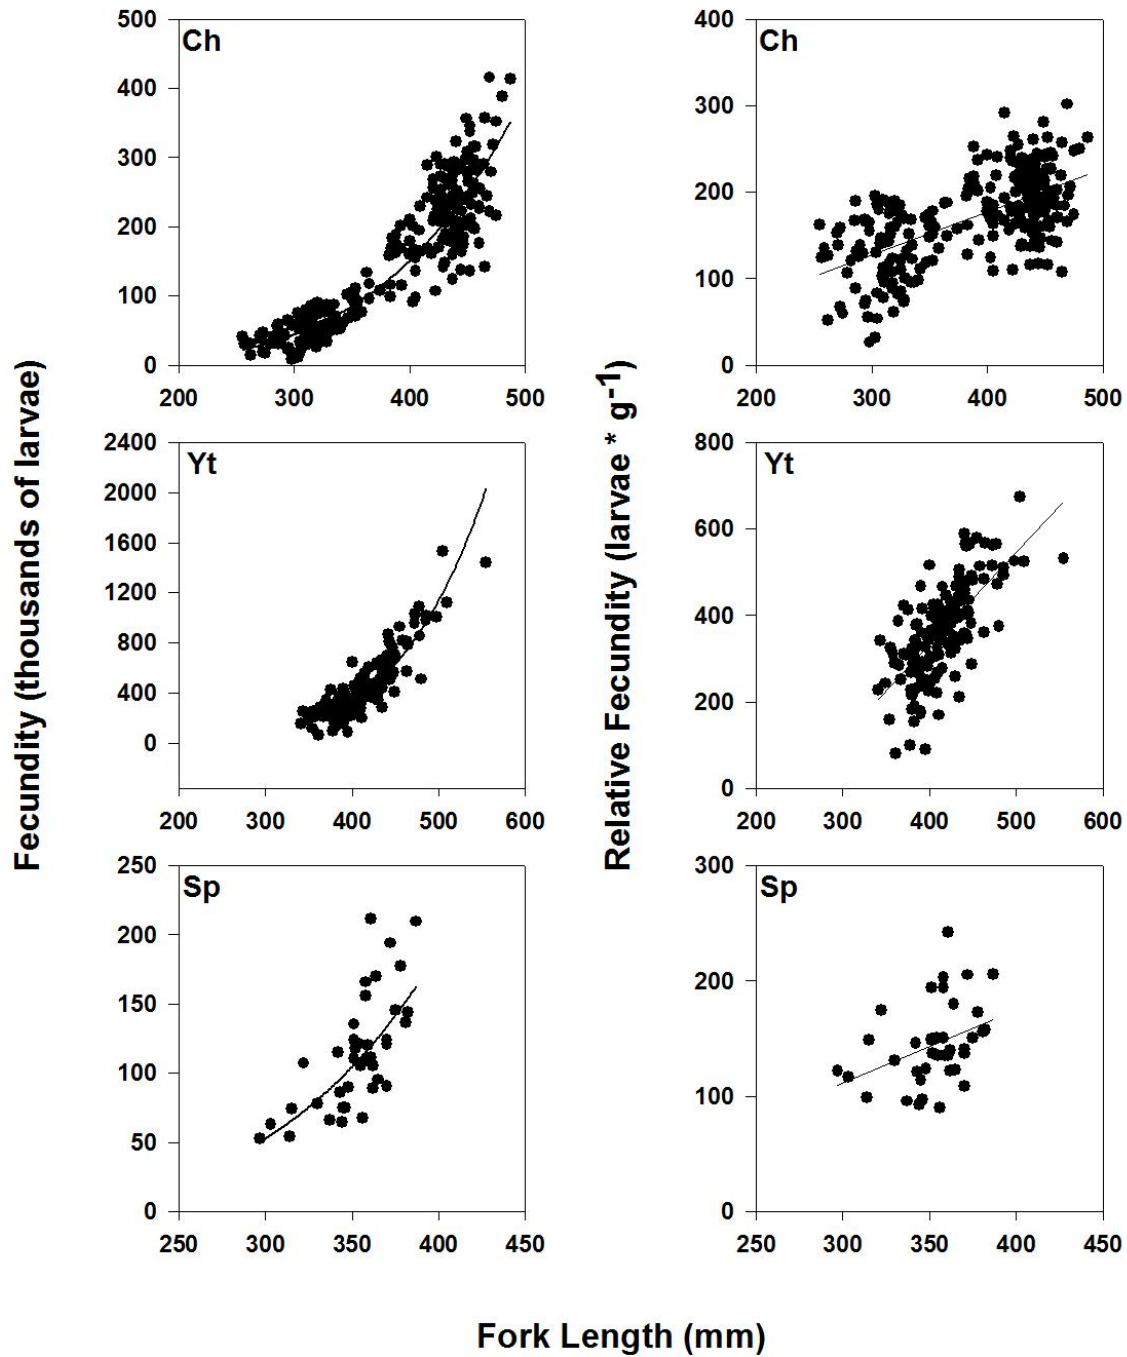 Fecundity (thousands of larvae)
Relative Fecundity (larvae * g⁻¹)
Ch
500
400
300
200
100
0
200 300 400 500
Ch
400
300
200
100
0
200 300 400 500
Yt
2400
2000
1600
1200
800
400
0
200 300 400 500 600
Yt
800
600
400
200
0
200 300 400 500 600
Sp
250
200
150
100
50
0
250 300 350 400 450
Sp
300
200
100
0
250 300 350 400 450
Fork Length (mm)